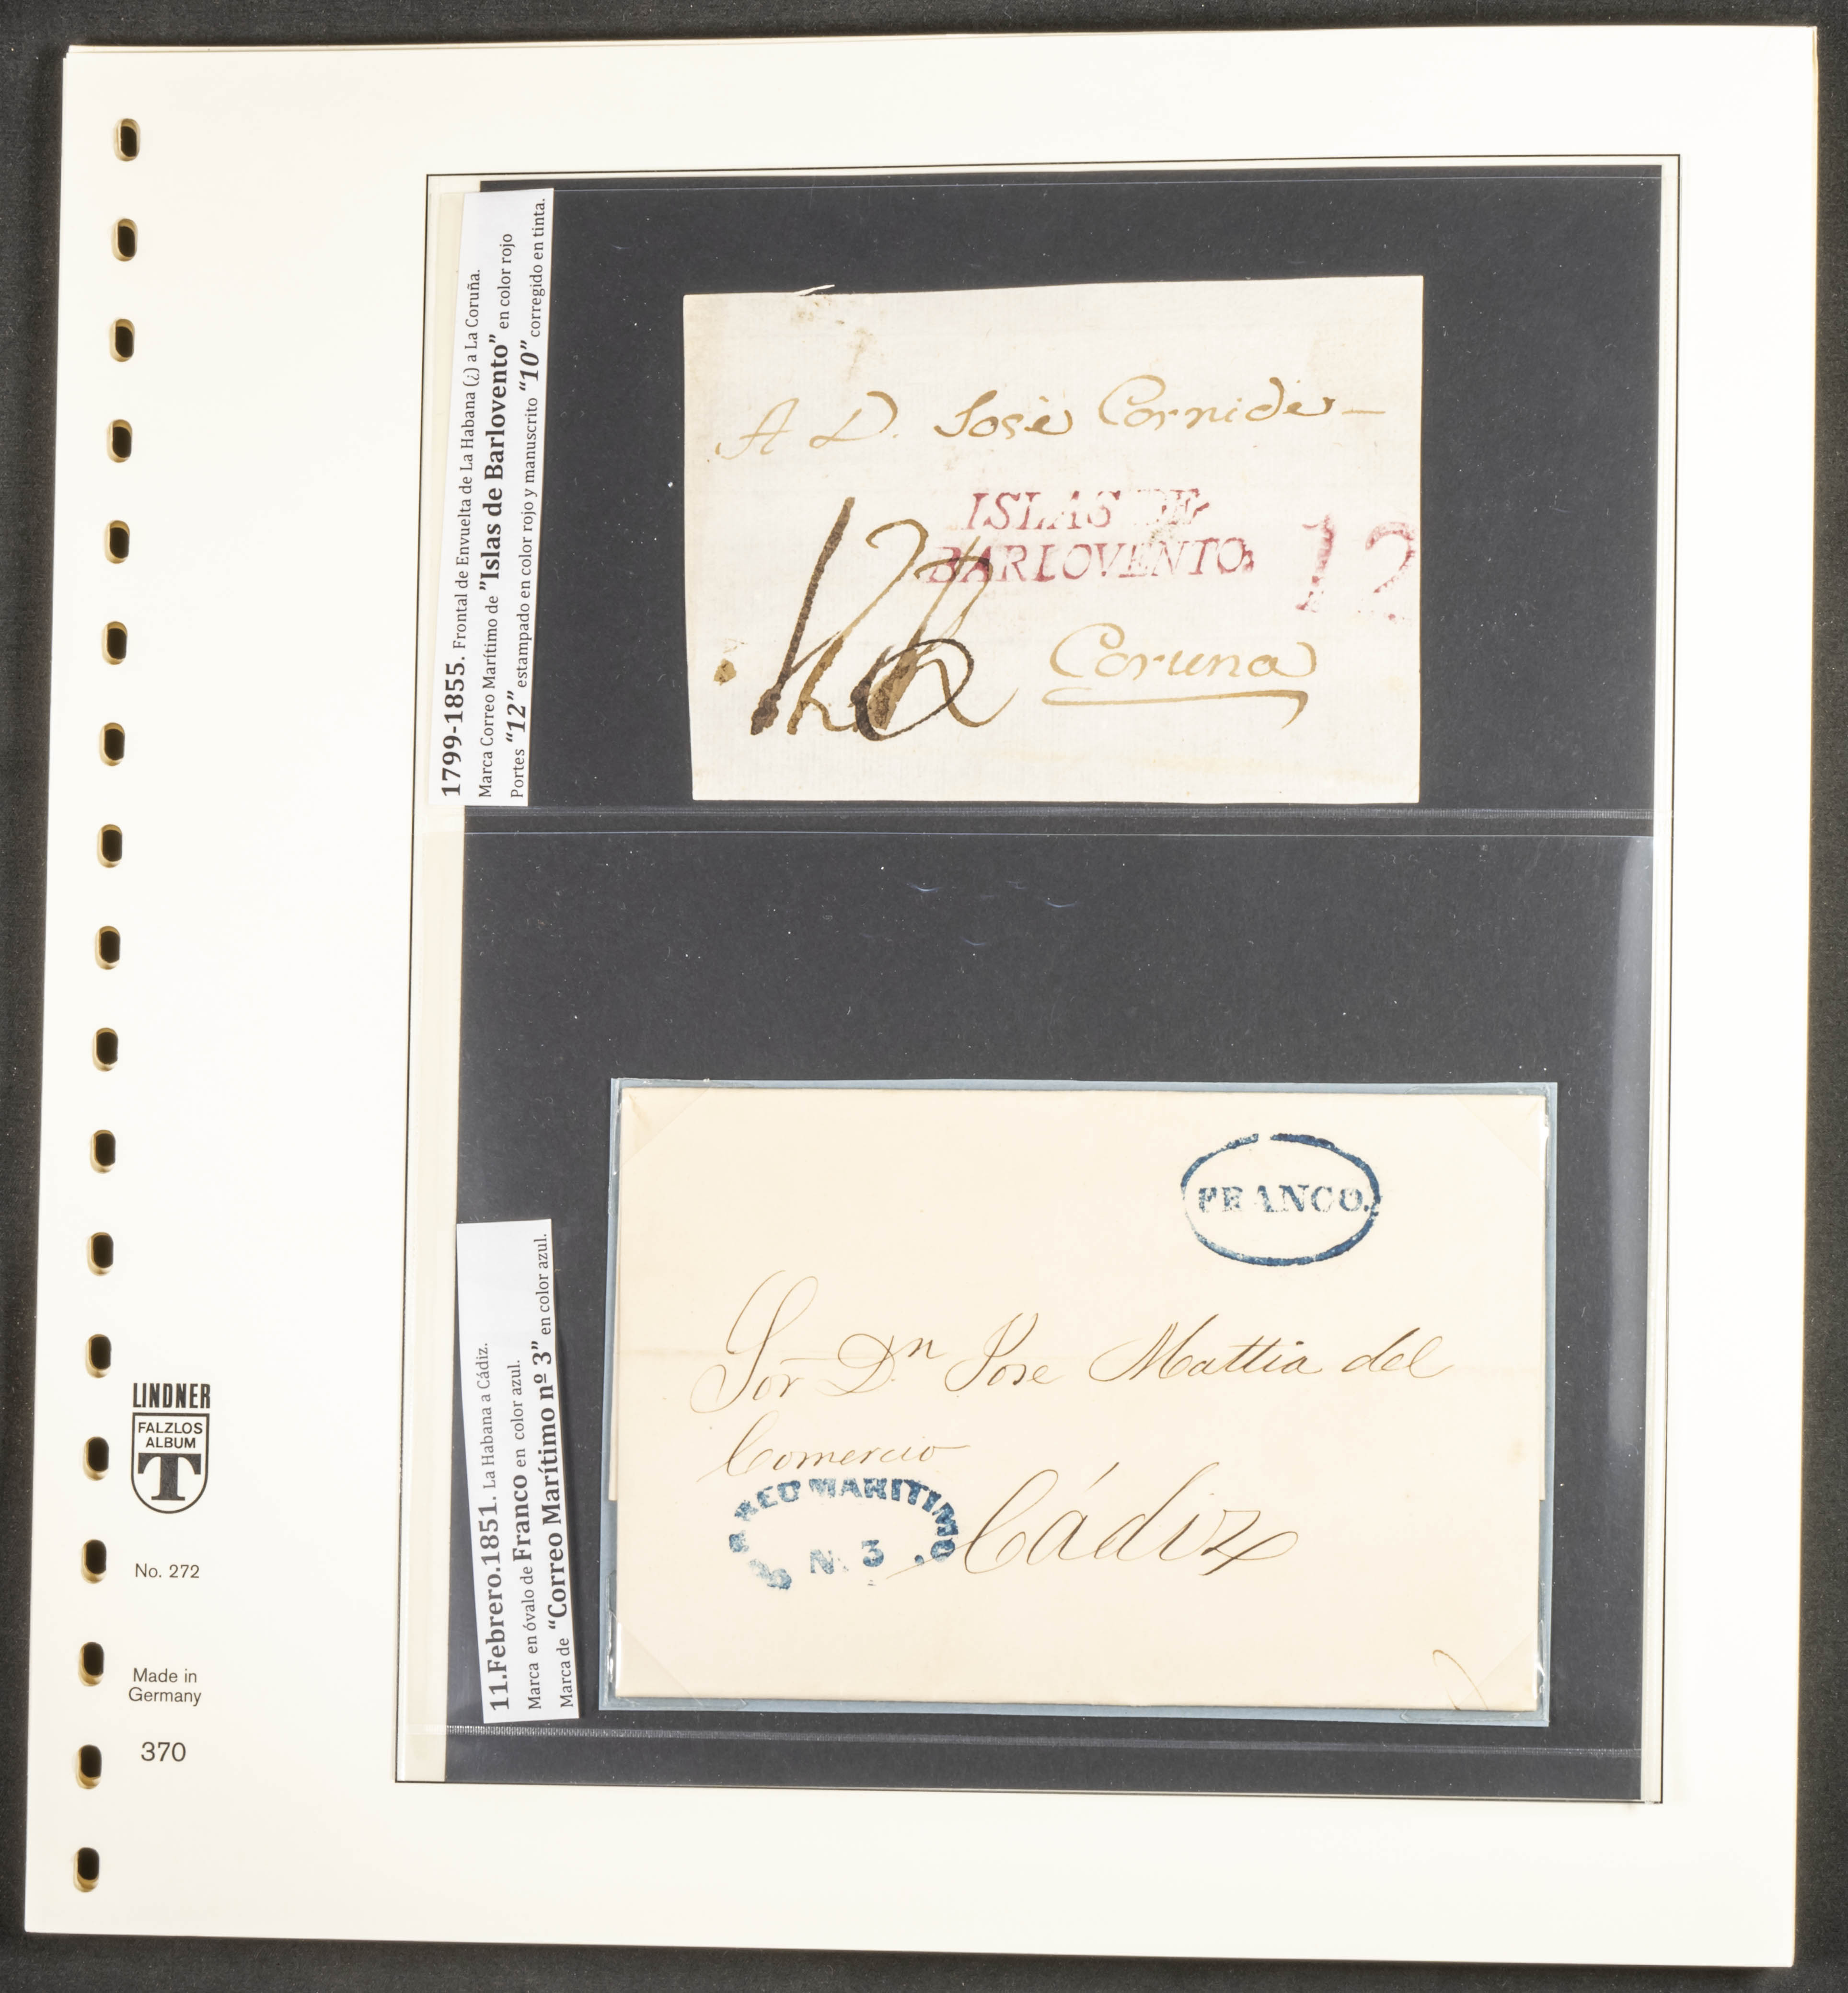 1799-1855. Frontal de Envuelta de La Habana (¿) a La Coruña.
Marca Correo Marítimo de "Islas de Barlovento" en color rojo
Portes "12" estampado en color rojo y manuscrito "10" corregido en tinta.
A D. Josè Cornide
ISLAS DE
BARLOVENTO.
12
Coruna
FRANCO.
Sor Dn Jose Mattia del
Comercio
Cádiz
CORREO MARITIMO.
N. 3
11.Febrero.1851. La Habana a Cádiz.
Marca en óvalo de Franco en color azul.
Marca de "Correo Marítimo nº 3" en color azul.
LINDNER
FALZLOS
ALBUM
T
No. 272
Made in
Germany
370